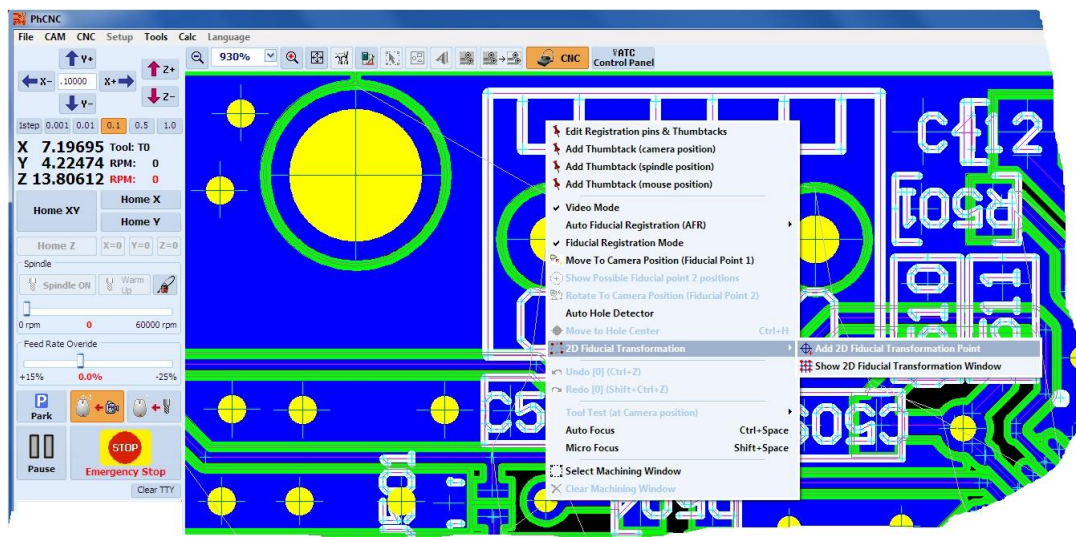 PhCNC
File CAM CNC Setup Tools Calc Language
Y+
Z+
X- .10000 X+
Y-
Z-
1step 0.001 0.01 0.1 0.5 1.0
X 7.19695 Tool: T0
Y 4.22474 RPM: 0
Z 13.80612 RPM: 0
Home XY
Home X
Home Y
Home Z X=0 Y=0 Z=0
Spindle
Spindle ON
Warm Up
0 rpm 0 60000 rpm
Feed Rate Overide
+15% 0.0% -25%
Park
Pause
STOP
Emergency Stop
Clear TTY
930%
CNC
ATC
Control Panel
Edit Registration pins & Thumbtacks
Add Thumbtack (camera position)
Add Thumbtack (spindle position)
Add Thumbtack (mouse position)
Video Mode
Auto Fiducial Registration (AFR)
Fiducial Registration Mode
Move To Camera Position (Fiducial Point 1)
Show Possible Fiducial point 2 positions
Rotate To Camera Position (Fiducial Point 2)
Auto Hole Detector
Move to Hole Center Ctrl+H
2D Fiducial Transformation
Add 2D Fiducial Transformation Point
Show 2D Fiducial Transformation Window
Undo [0] (Ctrl+Z)
Redo [0] (Shift+Ctrl+Z)
Tool Test (at Camera position)
Auto Focus Ctrl+Space
Micro Focus Shift+Space
Select Machining Window
Clear Machining Window
C412
R501